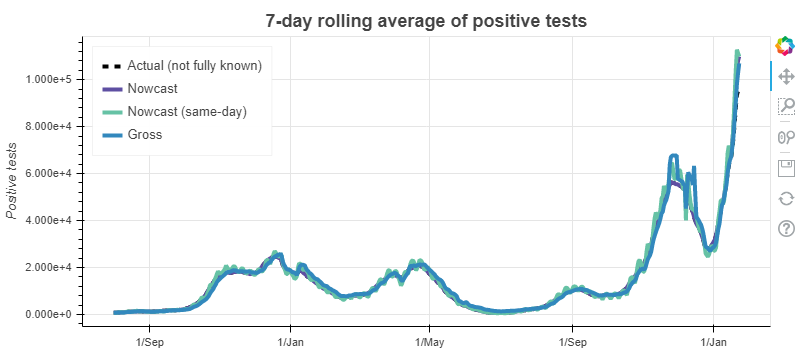 7-day rolling average of positive tests
Actual (not fully known)
Nowcast
Nowcast (same-day)
Gross
Positive tests
1.000e+5
8.000e+4
6.000e+4
4.000e+4
2.000e+4
0.000e+0
1/Sep
1/Jan
1/May
1/Sep
1/Jan